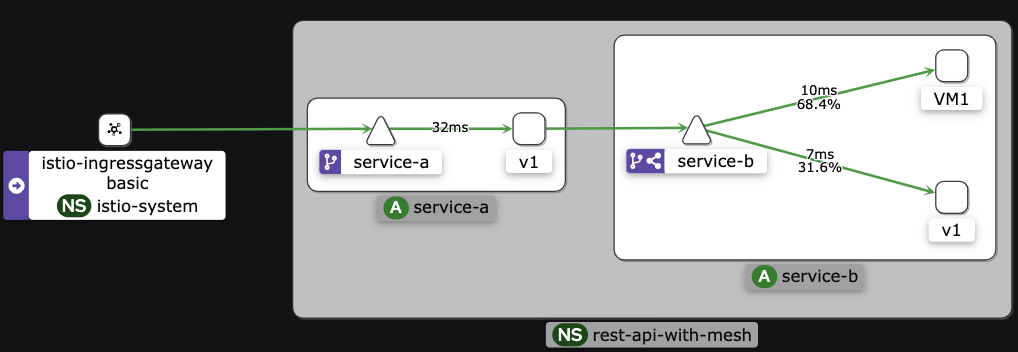 istio-ingressgateway
basic
NS istio-system
32ms
service-a
v1
A service-a
10ms
68.4%
VM1
service-b
7ms
31.6%
v1
A service-b
NS rest-api-with-mesh